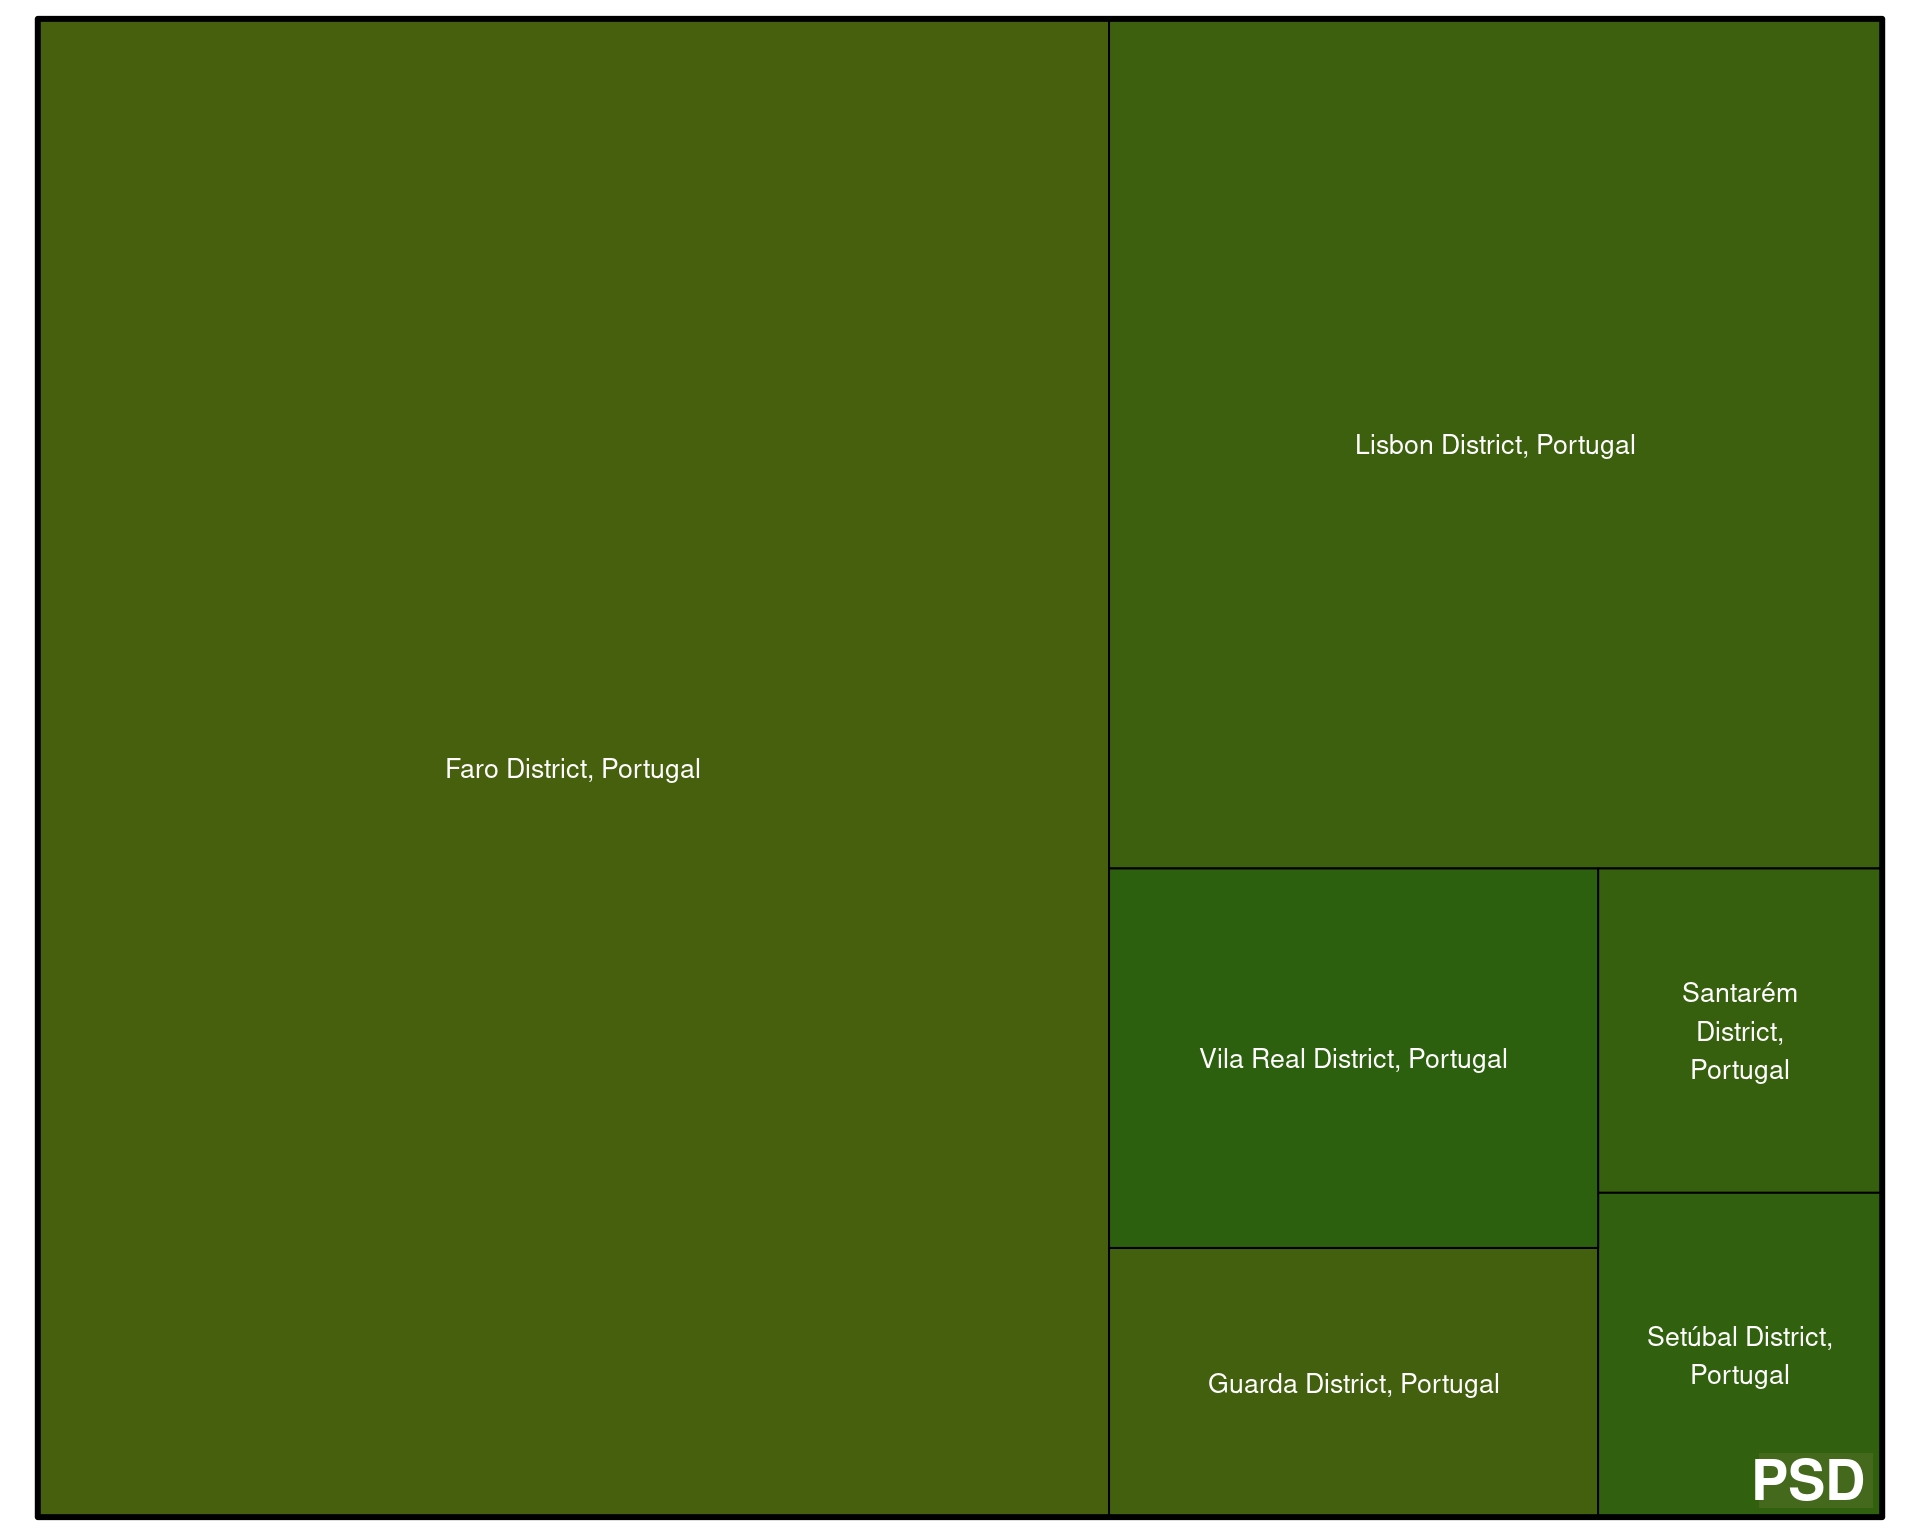 Faro District, Portugal
Lisbon District, Portugal
Vila Real District, Portugal
Santarém
District,
Portugal
Guarda District, Portugal
Setúbal District,
Portugal
PSD